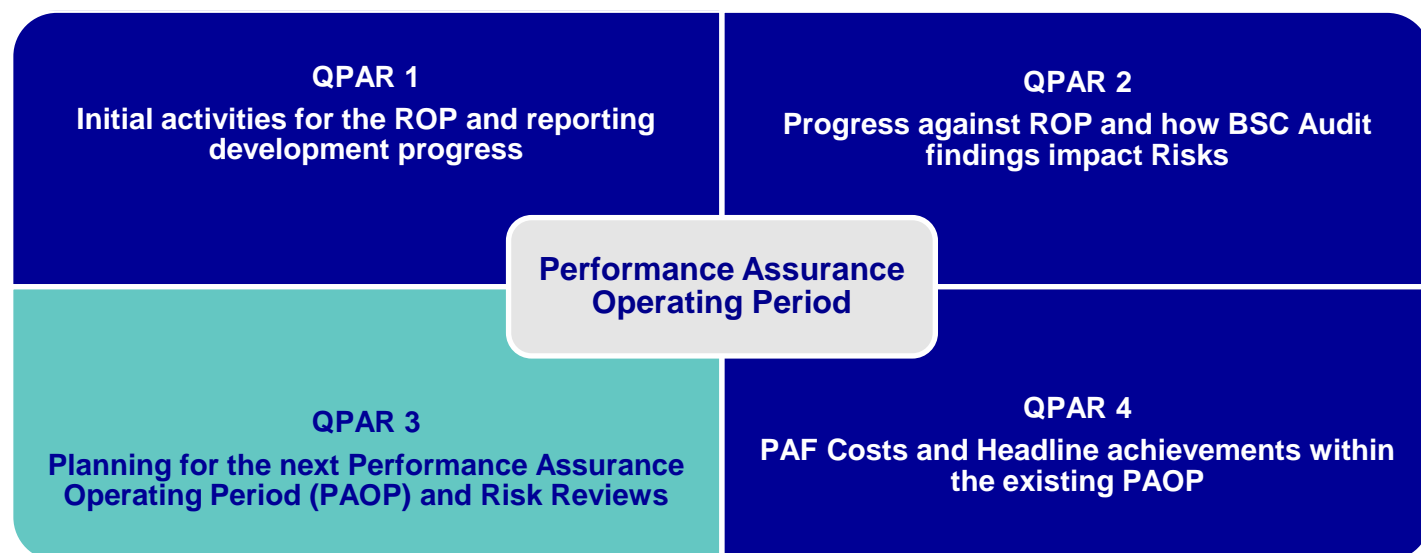 QPAR 1
Initial activities for the ROP and reporting
development progress
QPAR 2
Progress against ROP and how BSC Audit
findings impact Risks
Performance Assurance
Operating Period
QPAR 3
Planning for the next Performance Assurance
Operating Period (PAOP) and Risk Reviews
QPAR 4
PAF Costs and Headline achievements within
the existing PAOP